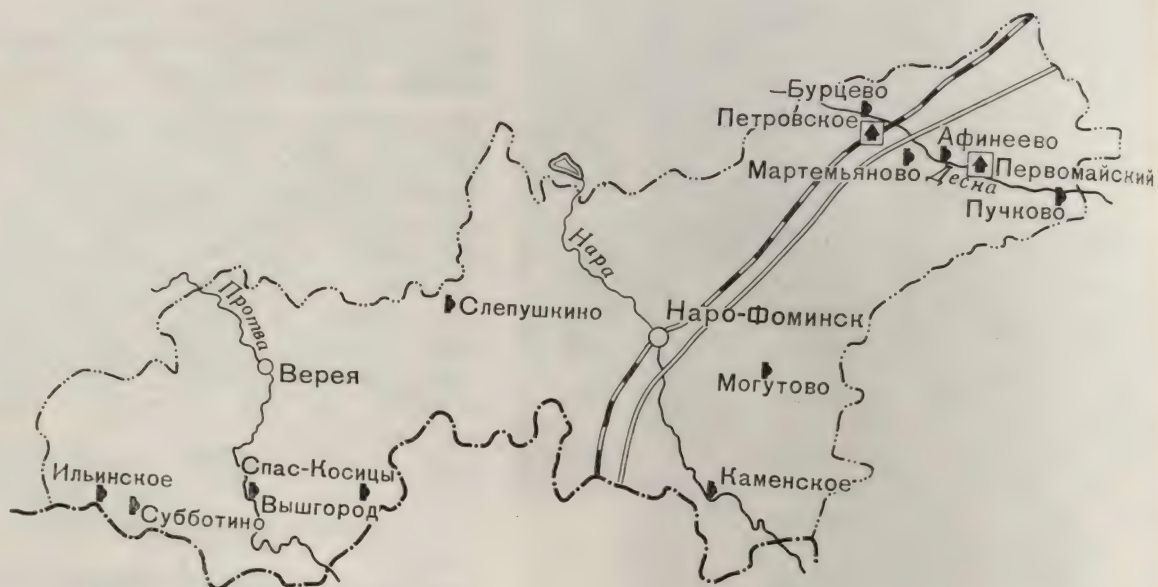 Бурцево
Петровское
Афинеево
Мартемьяново
Десна
Первомайский
Пучково
Нара
Протва
Слепушкино
Наро-Фоминск
Верея
Могутово
Спас-Косицы
Ильинское
Вышгород
Каменское
Субботино